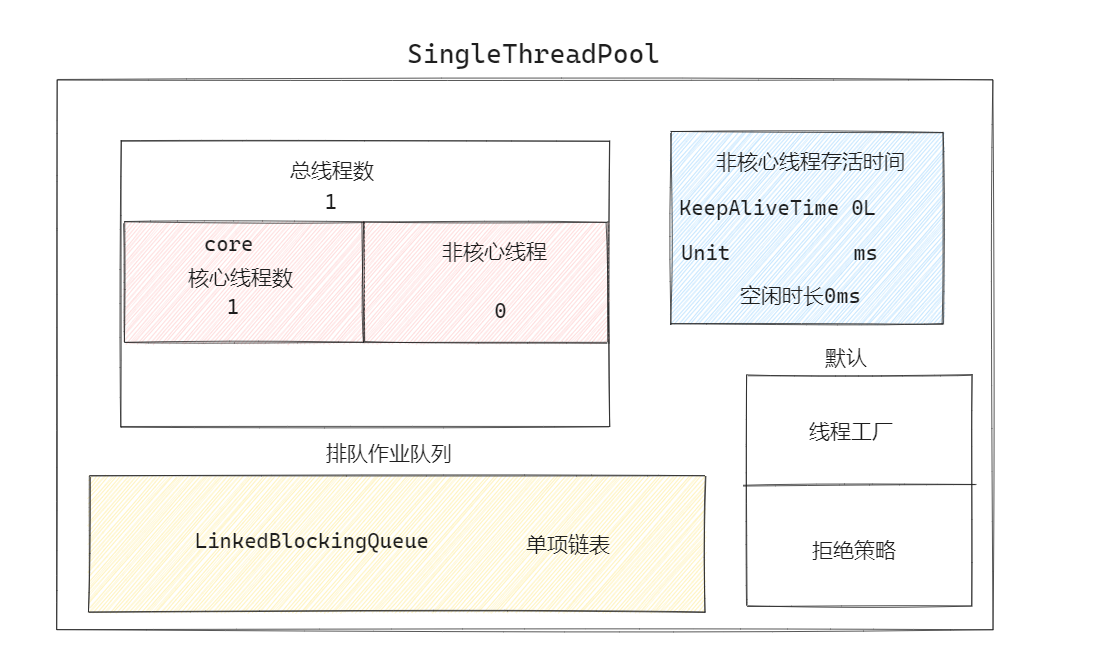 SingleThreadPool
总线程数
1
core
核心线程数
1
非核心线程
0
非核心线程存活时间
KeepAliveTime 0L
Unit ms
空闲时长0ms
默认
线程工厂
拒绝策略
排队作业队列
LinkedBlockingQueue 单项链表